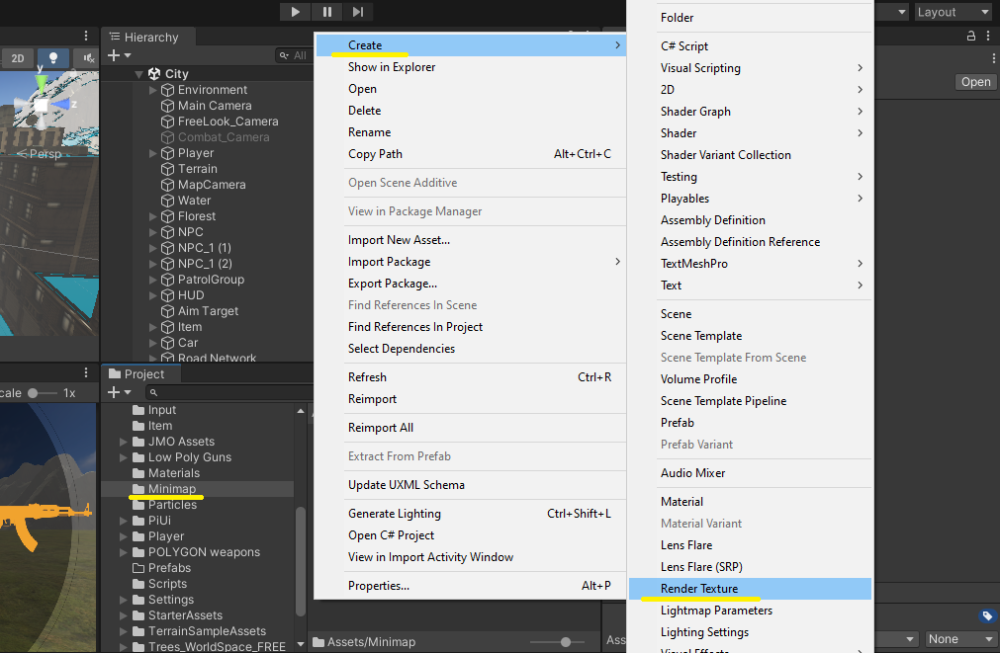 Layout
2D
Persp
y
z
cale
1x
Hierarchy
All
City
Environment
Main Camera
FreeLook_Camera
Combat_Camera
Player
Terrain
MapCamera
Water
Florest
NPC
NPC_1 (1)
NPC_1 (2)
PatrolGroup
HUD
Aim Target
Item
Car
Road Network
Project
Input
Item
JMO Assets
Low Poly Guns
Materials
Minimap
Particles
PiUi
Player
POLYGON weapons
Prefabs
Scripts
Settings
StarterAssets
TerrainSampleAssets
Trees_WorldSpace_FREE
Create
Show in Explorer
Open
Delete
Rename
Copy Path Alt+Ctrl+C
Open Scene Additive
View in Package Manager
Import New Asset...
Import Package
Export Package...
Find References In Scene
Find References In Project
Select Dependencies
Refresh Ctrl+R
Reimport
Reimport All
Extract From Prefab
Update UXML Schema
Generate Lighting Ctrl+Shift+L
Open C# Project
View in Import Activity Window
Properties... Alt+P
Assets/Minimap
Folder
C# Script
Visual Scripting
2D
Shader Graph
Shader
Shader Variant Collection
Testing
Playables
Assembly Definition
Assembly Definition Reference
TextMeshPro
Text
Scene
Scene Template
Scene Template From Scene
Volume Profile
Scene Template Pipeline
Prefab
Prefab Variant
Audio Mixer
Material
Material Variant
Lens Flare
Lens Flare (SRP)
Render Texture
Lightmap Parameters
Lighting Settings
Visual Effects
Open
Ass
None